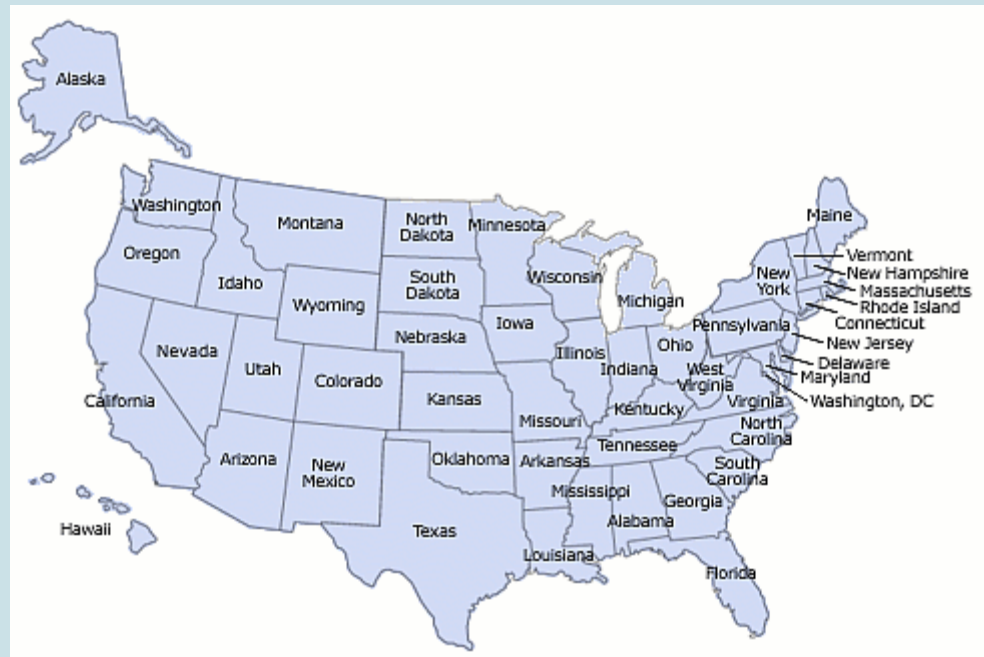 Alaska
Washington
Montana
North
Dakota
Minnesota
Maine
Oregon
Vermont
Idaho
South
Dakota
Wisconsin
New
York
New Hampshire
Massachusetts
Wyoming
Michigan
Rhode Island
Connecticut
Nebraska
Iowa
Pennsylvania
New Jersey
Nevada
Illinois
Ohio
Delaware
Utah
Colorado
Indiana
West
Virginia
Maryland
California
Kansas
Kentucky
Virginia
Washington, DC
Missouri
North
Carolina
Arizona
New
Mexico
Oklahoma
Arkansas
Tennessee
South
Carolina
Mississippi
Georgia
Hawaii
Texas
Alabama
Louisiana
Florida